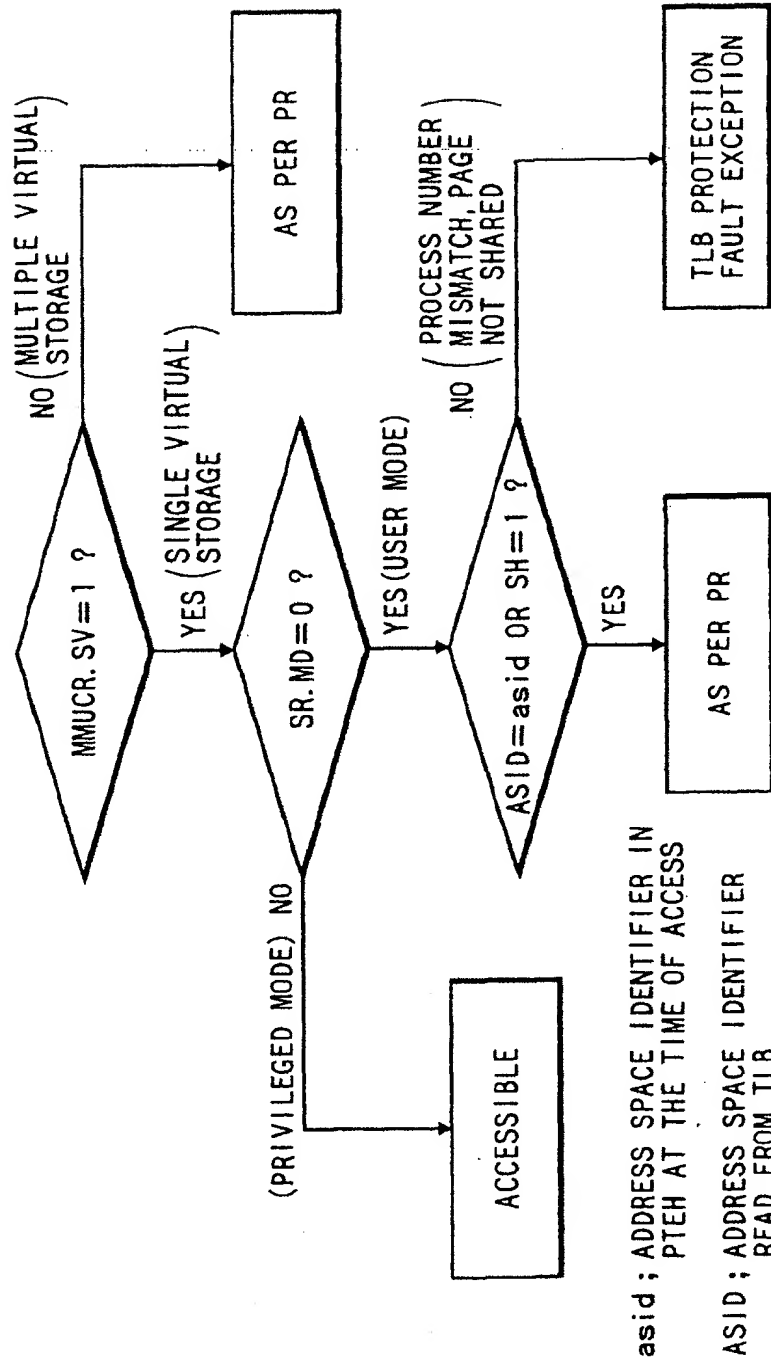 MMUCR. SV=1 ?
NO (MULTIPLE VIRTUAL
STORAGE)
AS PER PR
YES (SINGLE VIRTUAL
STORAGE)
SR. MD=0 ?
(PRIVILEGED MODE) NO
ACCESSIBLE
YES (USER MODE)
ASID=asid OR SH=1 ?
NO (PROCESS NUMBER
MISMATCH, PAGE
NOT SHARED)
TLB PROTECTION
FAULT EXCEPTION
YES
AS PER PR
asid ; ADDRESS SPACE IDENTIFIER IN
PTEH AT THE TIME OF ACCESS
ASID ; ADDRESS SPACE IDENTIFIER
READ FROM TLB